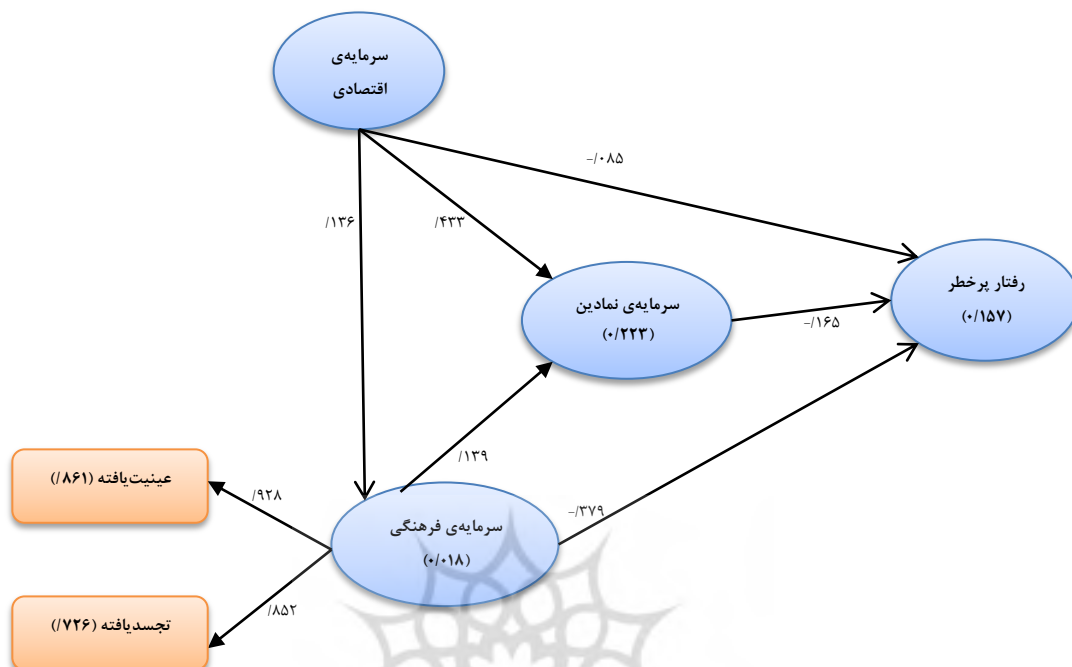 سرمایه‌ی
اقتصادی
-/۰۸۵
/۱۳۶
/۴۳۳
رفتار پرخطر
(۰/۱۵۷)
سرمایه‌ی نمادین
(۰/۲۲۳)
-/۱۶۵
/۱۳۹
عینیت‌یافته (/۸۶۱)
/۹۲۸
سرمایه‌ی فرهنگی
(۰/۰۱۸)
-/۳۷۹
/۸۵۲
تجسدیافته (/۷۲۶)